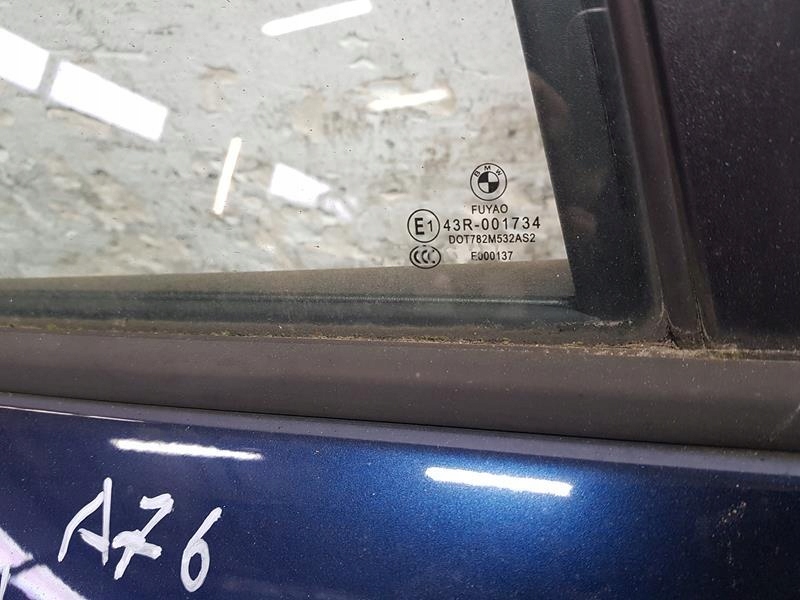 BMW
FUYAO
E1 43R-001734
DOT782M532AS2
CCC E000137
A76